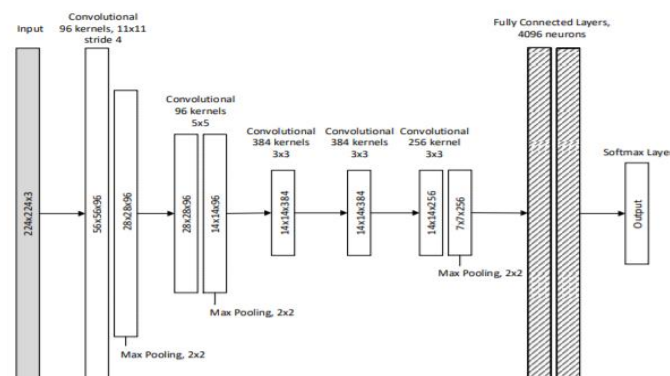 Input
Convolutional
96 kernels, 11x11
stride 4
224x224x3
56x56x96
28x28x96
Max Pooling, 2x2
Convolutional
96 kernels
5x5
28x28x96
14x14x96
Max Pooling, 2x2
Convolutional
384 kernels
3x3
14x14x384
Convolutional
384 kernels
3x3
14x14x384
Convolutional
256 kernel
3x3
14x14x256
7x7x256
Max Pooling, 2x2
Fully Connected Layers,
4096 neurons
Softmax Layer
Output